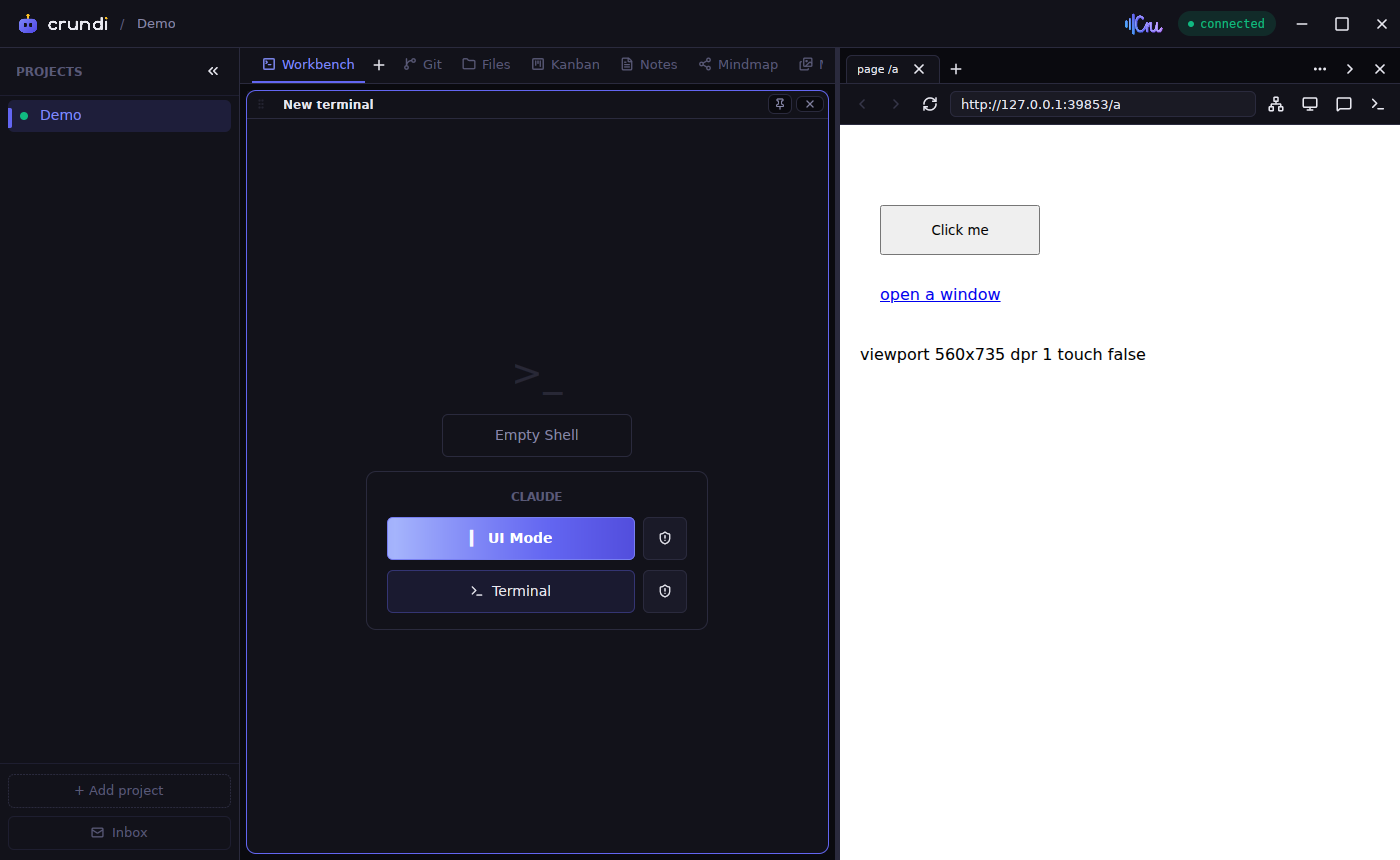 crundi / Demo
Cru
connected
PROJECTS
Demo
+ Add project
Inbox
Workbench
Git
Files
Kanban
Notes
Mindmap
New terminal
>_
Empty Shell
CLAUDE
UI Mode
Terminal
page /a
http://127.0.0.1:39853/a
Click me
open a window
viewport 560x735 dpr 1 touch false